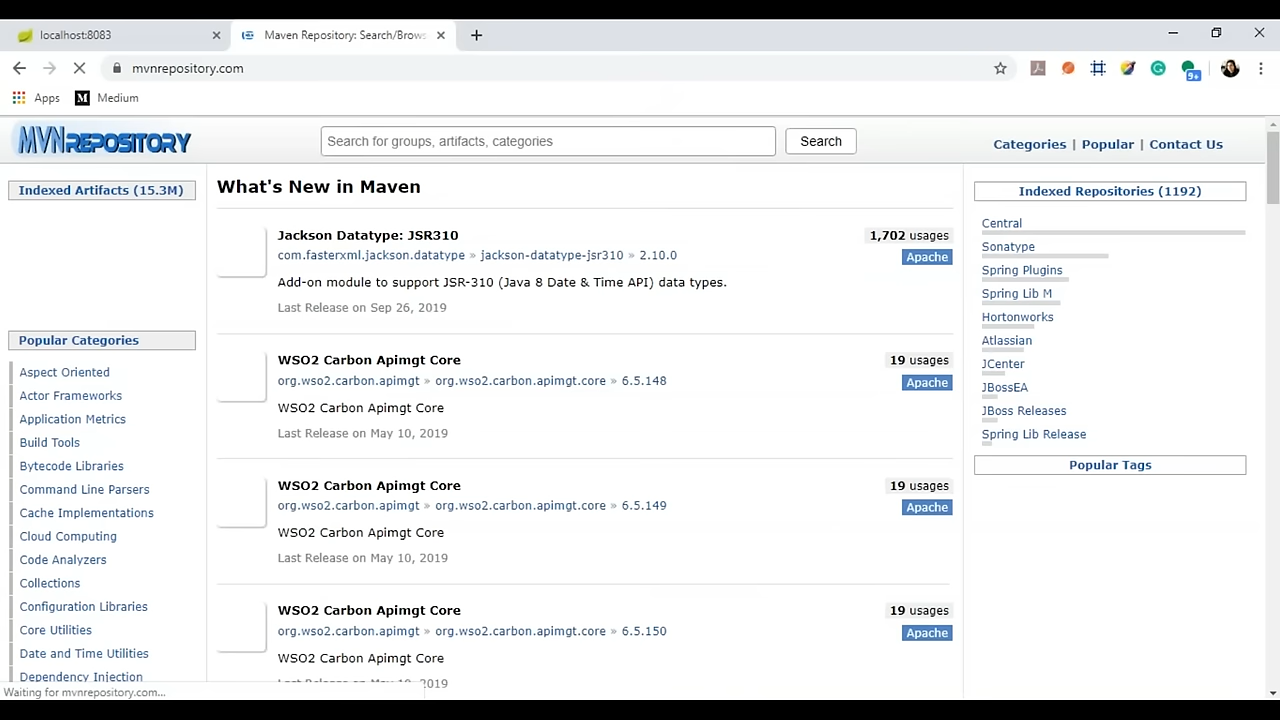 localhost:8083
Maven Repository: Search/Brows
mvnrepository.com
9+
Apps
Medium
MVNREPOSITORY
Search for groups, artifacts, categories
Search
Categories | Popular | Contact Us
Indexed Artifacts (15.3M)
Popular Categories
Aspect Oriented
Actor Frameworks
Application Metrics
Build Tools
Bytecode Libraries
Command Line Parsers
Cache Implementations
Cloud Computing
Code Analyzers
Collections
Configuration Libraries
Core Utilities
Date and Time Utilities
Dependency Injection
Waiting for mvnrepository.com...
What's New in Maven
Jackson Datatype: JSR310
1,702 usages
com.fasterxml.jackson.datatype » jackson-datatype-jsr310 » 2.10.0
Apache
Add-on module to support JSR-310 (Java 8 Date & Time API) data types.
Last Release on Sep 26, 2019
WSO2 Carbon Apimgt Core
19 usages
org.wso2.carbon.apimgt » org.wso2.carbon.apimgt.core » 6.5.148
Apache
WSO2 Carbon Apimgt Core
Last Release on May 10, 2019
WSO2 Carbon Apimgt Core
19 usages
org.wso2.carbon.apimgt » org.wso2.carbon.apimgt.core » 6.5.149
Apache
WSO2 Carbon Apimgt Core
Last Release on May 10, 2019
WSO2 Carbon Apimgt Core
19 usages
org.wso2.carbon.apimgt » org.wso2.carbon.apimgt.core » 6.5.150
Apache
WSO2 Carbon Apimgt Core
Last Release on May 10, 2019
Indexed Repositories (1192)
Central
Sonatype
Spring Plugins
Spring Lib M
Hortonworks
Atlassian
JCenter
JBossEA
JBoss Releases
Spring Lib Release
Popular Tags